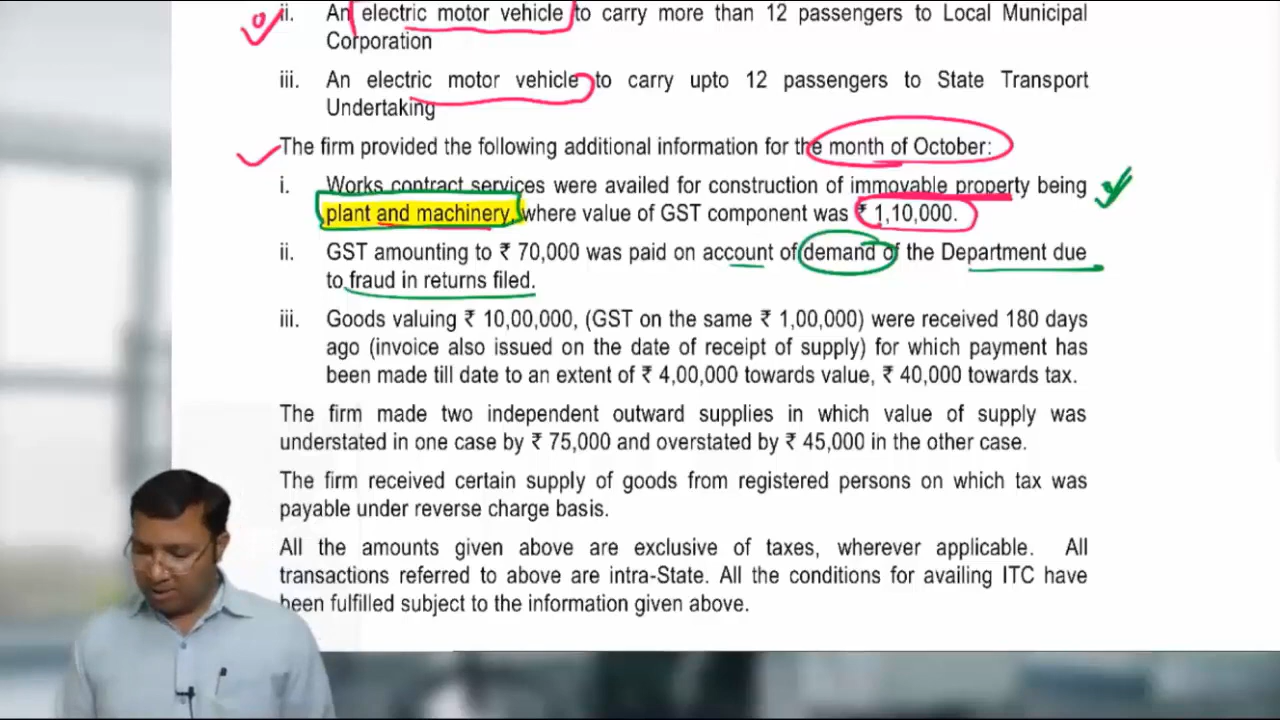 ii. An electric motor vehicle to carry more than 12 passengers to Local Municipal
Corporation
iii. An electric motor vehicle to carry upto 12 passengers to State Transport
Undertaking
The firm provided the following additional information for the month of October:
i. Works contract services were availed for construction of immovable property being
plant and machinery, where value of GST component was ₹ 1,10,000.
ii. GST amounting to ₹ 70,000 was paid on account of demand of the Department due
to fraud in returns filed.
iii. Goods valuing ₹ 10,00,000, (GST on the same ₹ 1,00,000) were received 180 days
ago (invoice also issued on the date of receipt of supply) for which payment has
been made till date to an extent of ₹ 4,00,000 towards value, ₹ 40,000 towards tax.
The firm made two independent outward supplies in which value of supply was
understated in one case by ₹ 75,000 and overstated by ₹ 45,000 in the other case.
The firm received certain supply of goods from registered persons on which tax was
payable under reverse charge basis.
All the amounts given above are exclusive of taxes, wherever applicable. All
transactions referred to above are intra-State. All the conditions for availing ITC have
been fulfilled subject to the information given above.